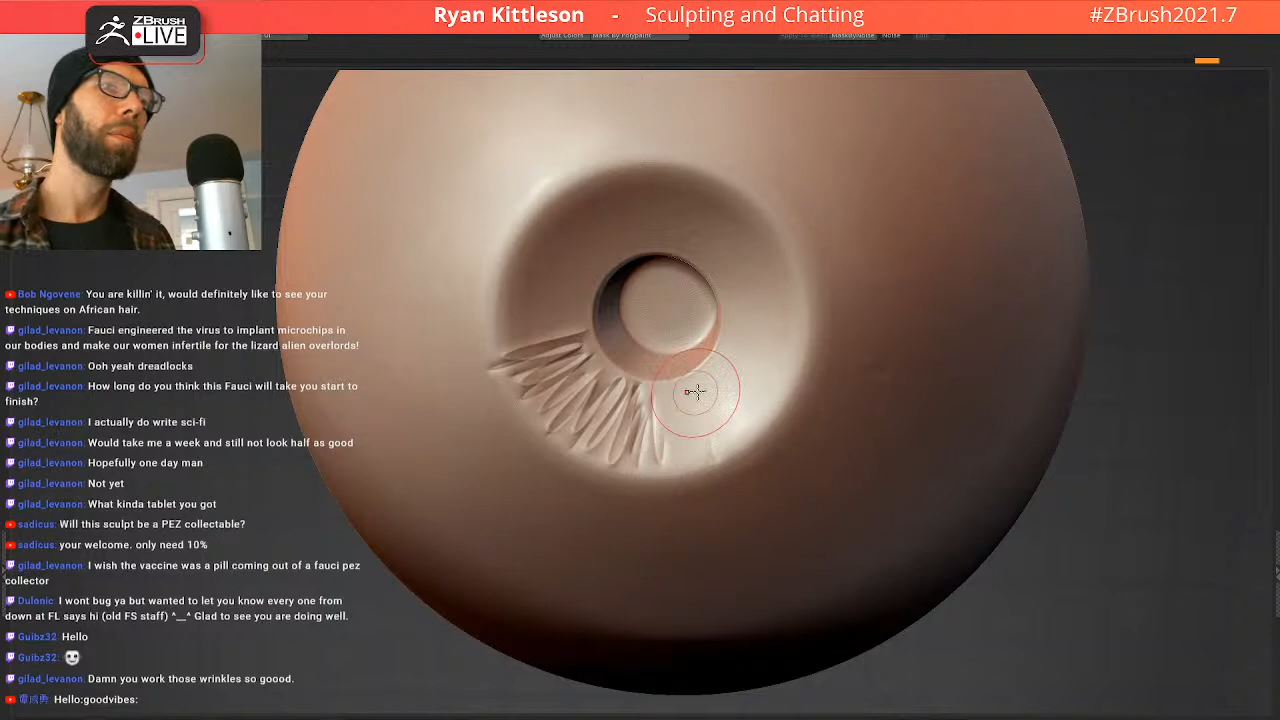 Ryan Kittleson - Sculpting and Chatting #ZBrush2021.7
ZBRUSH
LIVE
Adjust Colors Mask By Polypaint MaskByNoise Noise
Bob Ngovene: You are killin' it, would definitely like to see your
techniques on African hair.
gilad_levanon: Fauci engineered the virus to implant microchips in
our bodies and make our women infertile for the lizard alien overlords!
gilad_levanon: Ooh yeah dreadlocks
gilad_levanon: How long do you think this Fauci will take you start to
finish?
gilad_levanon: I actually do write sci-fi
gilad_levanon: Would take me a week and still not look half as good
gilad_levanon: Hopefully one day man
gilad_levanon: Not yet
gilad_levanon: What kinda tablet you got
sadicus: Will this sculpt be a PEZ collectable?
sadicus: your welcome. only need 10%
gilad_levanon: I wish the vaccine was a pill coming out of a fauci pez
collector
Dulonic: I wont bug ya but wanted to let you know every one from
down at FL says hi (old FS staff) ^__^ Glad to see you are doing well.
Guibz32: Hello
Guibz32:
gilad_levanon: Damn you work those wrinkles so goood.
Hello:goodvibes: